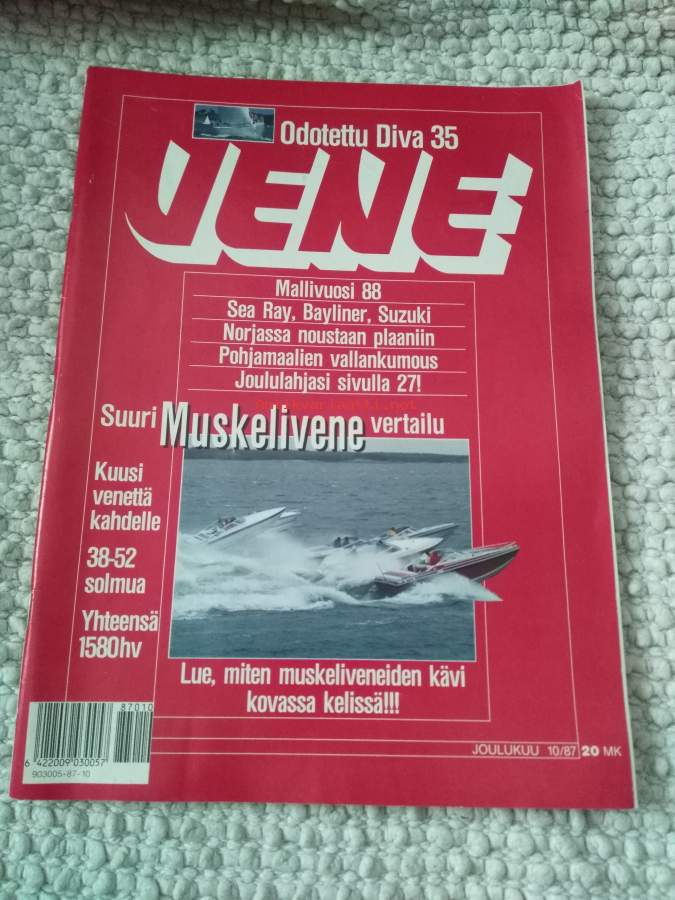 Odotettu Diva 35
VENE
Mallivuosi 88
Sea Ray, Bayliner, Suzuki
Norjassa noustaan plaaniin
Pohjamaalien vallankumous
Joululahjasi sivulla 27!
Suuri Muskelivene vertailu
Kuusi
venettä
kahdelle
38-52
solmua
Yhteensä
1580hv
Lue, miten muskeliveneiden kävi
kovassa kelissä!!!
87010
6 422009 030057
903005-87-10
JOULUKUU 10/87 20 MK